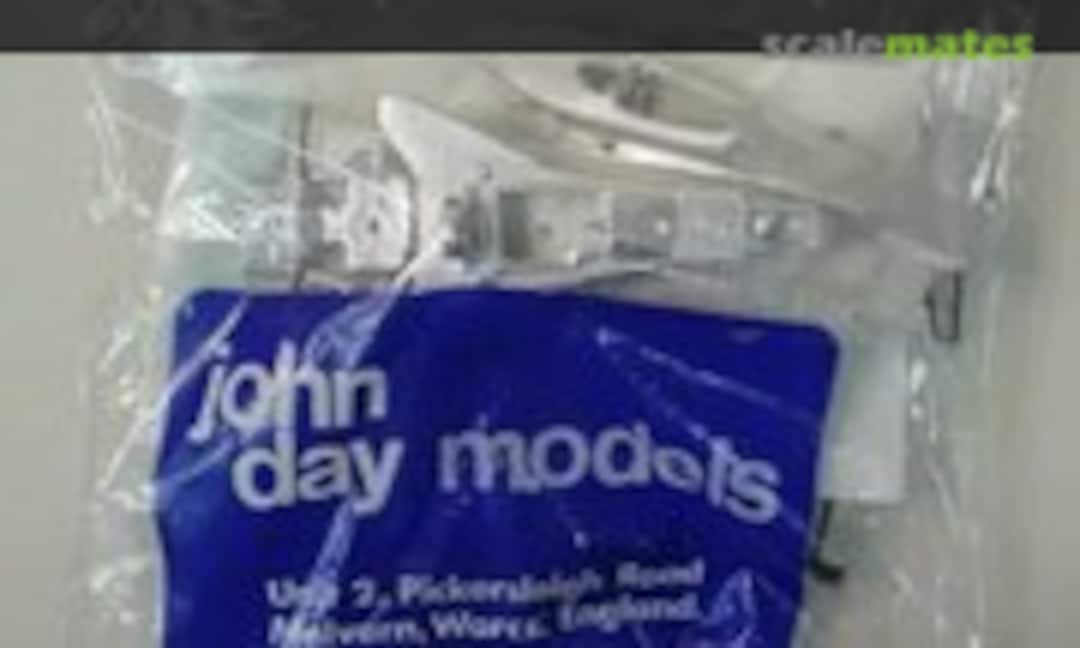 scalemates
john
day models
Unit 2, Pickersleigh Road
Malvern, Worcs. England.